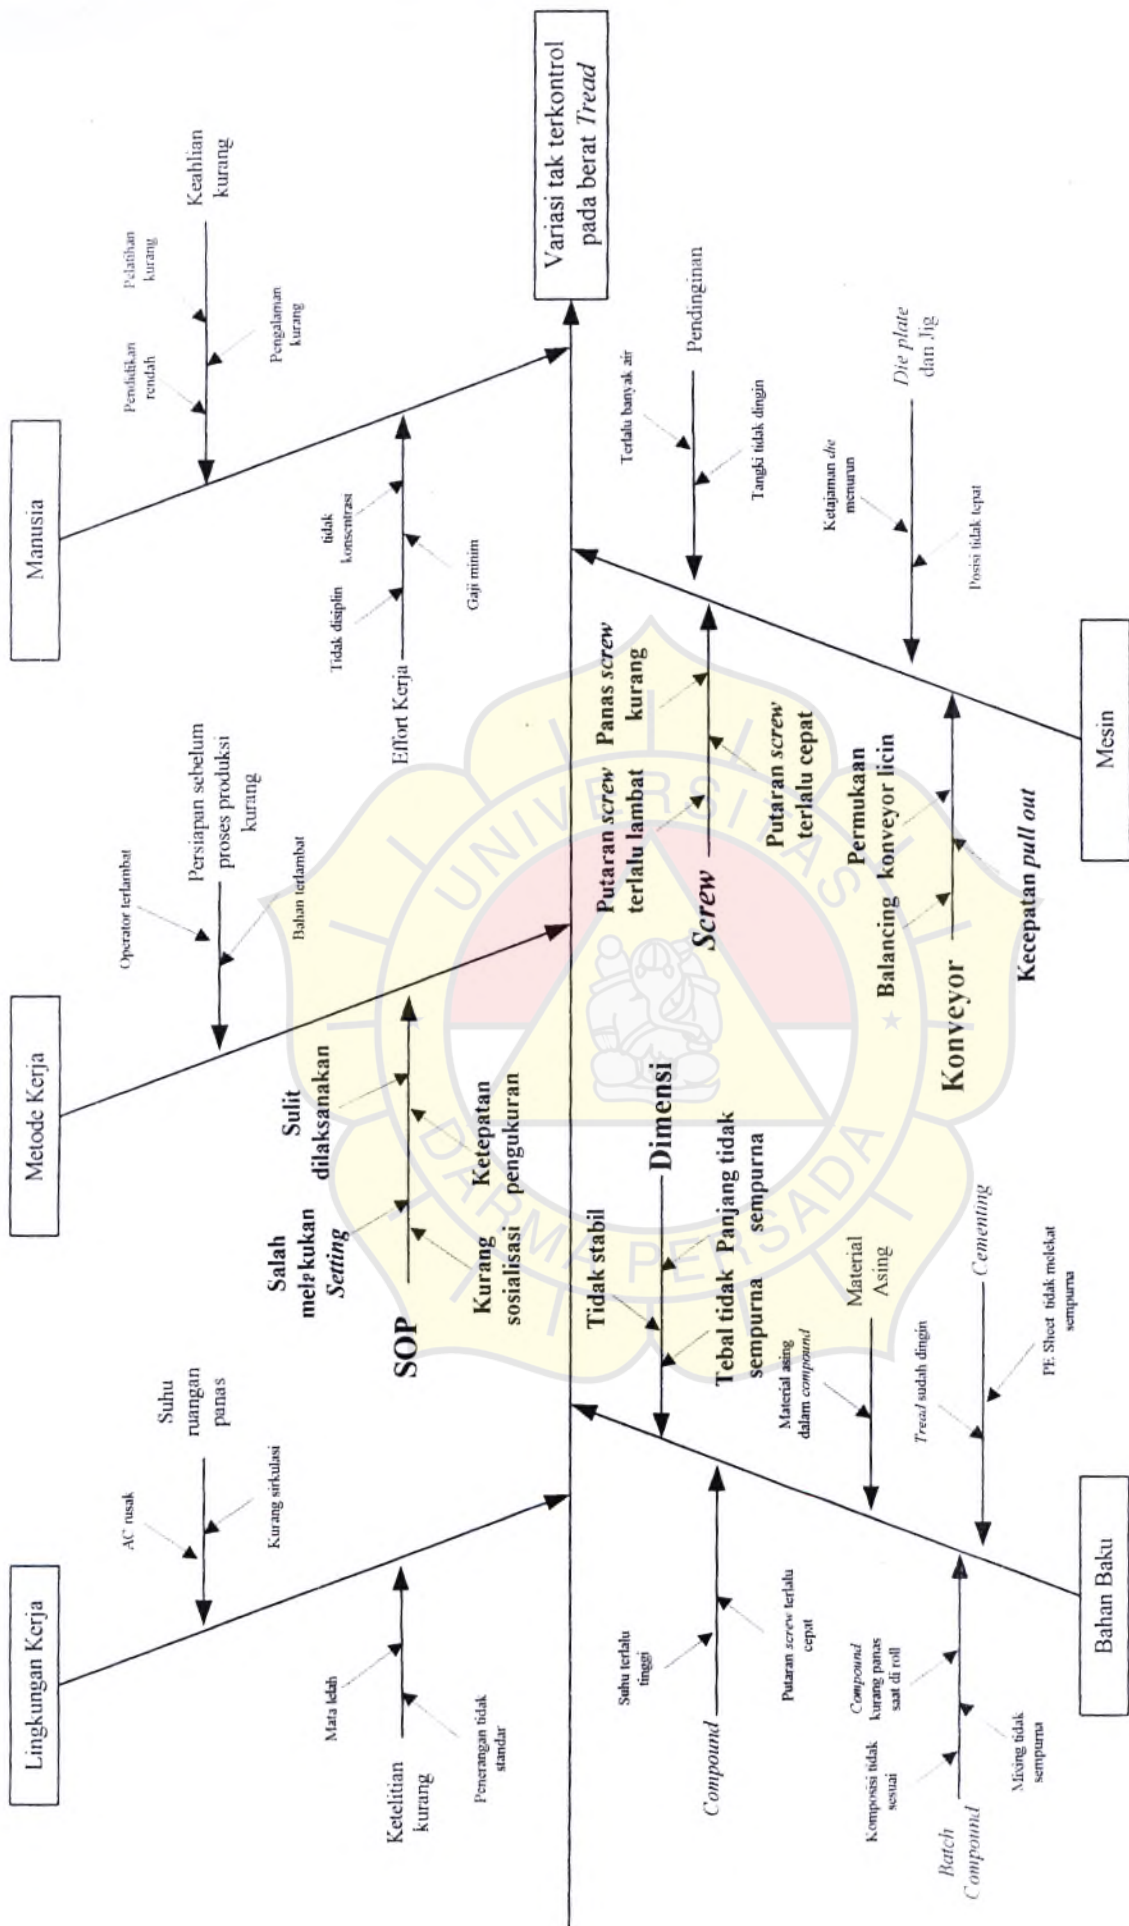 Lingkungan Kerja
Metode Kerja
Manusia
AC rusak
Suhu
ruangan
panas
Kurang sirkulasi
Mata lelah
Ketelitian
kurang
Penerangan tidak
standar
Operator terlambat
Persiapan sebelum
proses produksi
kurang
Bahan terlambat
Salah
melakukan
Setting
Sulit
dilaksanakan
SOP
Kurang
sosialisasi
Ketepatan
pengukuran
Pendidikan
rendah
Pelatihan
kurang
Keahlian
kurang
Pengalaman
kurang
Tidak disiplin
tidak
konsentrasi
Effort Kerja
Gaji minim
Variasi tak terkontrol
pada berat Tread
Tidak stabil
Dimensi
Tebal tidak
sempurna
Panjang tidak
sempurna
Suhu terlalu
tinggi
Compound
Putaran screw terlalu
cepat
Material asing
dalam compound
Material
Asing
Tread sudah dingin
Cementing
PE Sheet tidak melekat
sempurna
Komposisi tidak
sesuai
Compound
kurang panas
saat di roll
Batch
Compound
Mixing tidak
sempurna
Putaran screw
terlalu lambat
Panas screw
kurang
Screw
Putaran screw
terlalu cepat
Terlalu banyak air
Pendinginan
Tangki tidak dingin
Ketajaman die
menurun
Die plate
dan Jig
Posisi tidak tepat
Balancing
Permukaan
konveyor licin
Konveyor
Kecepatan pull out
Bahan Baku
Mesin
UNIVERSITAS
DARMA PERSADA